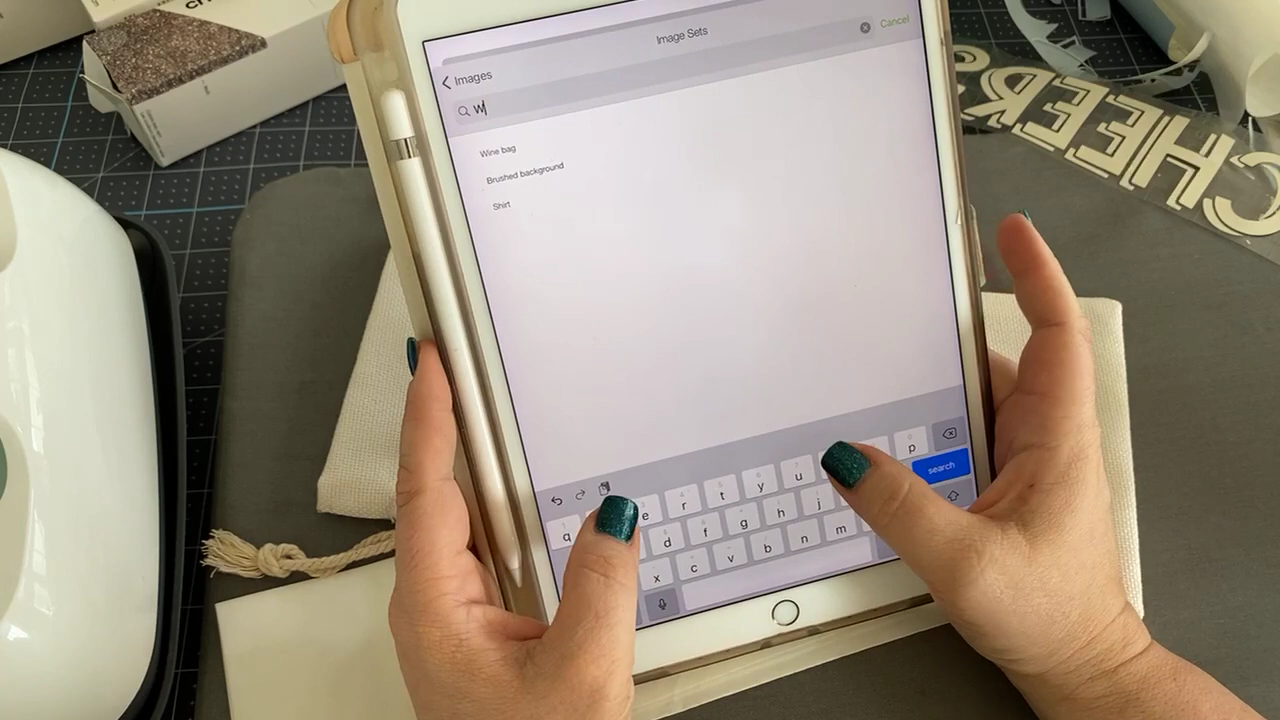 Image Sets
Cancel
Images
W
Wine bag
Brushed background
Shirt
q e r t y u p
d f g h j
x c v b n m
search
CHEERS